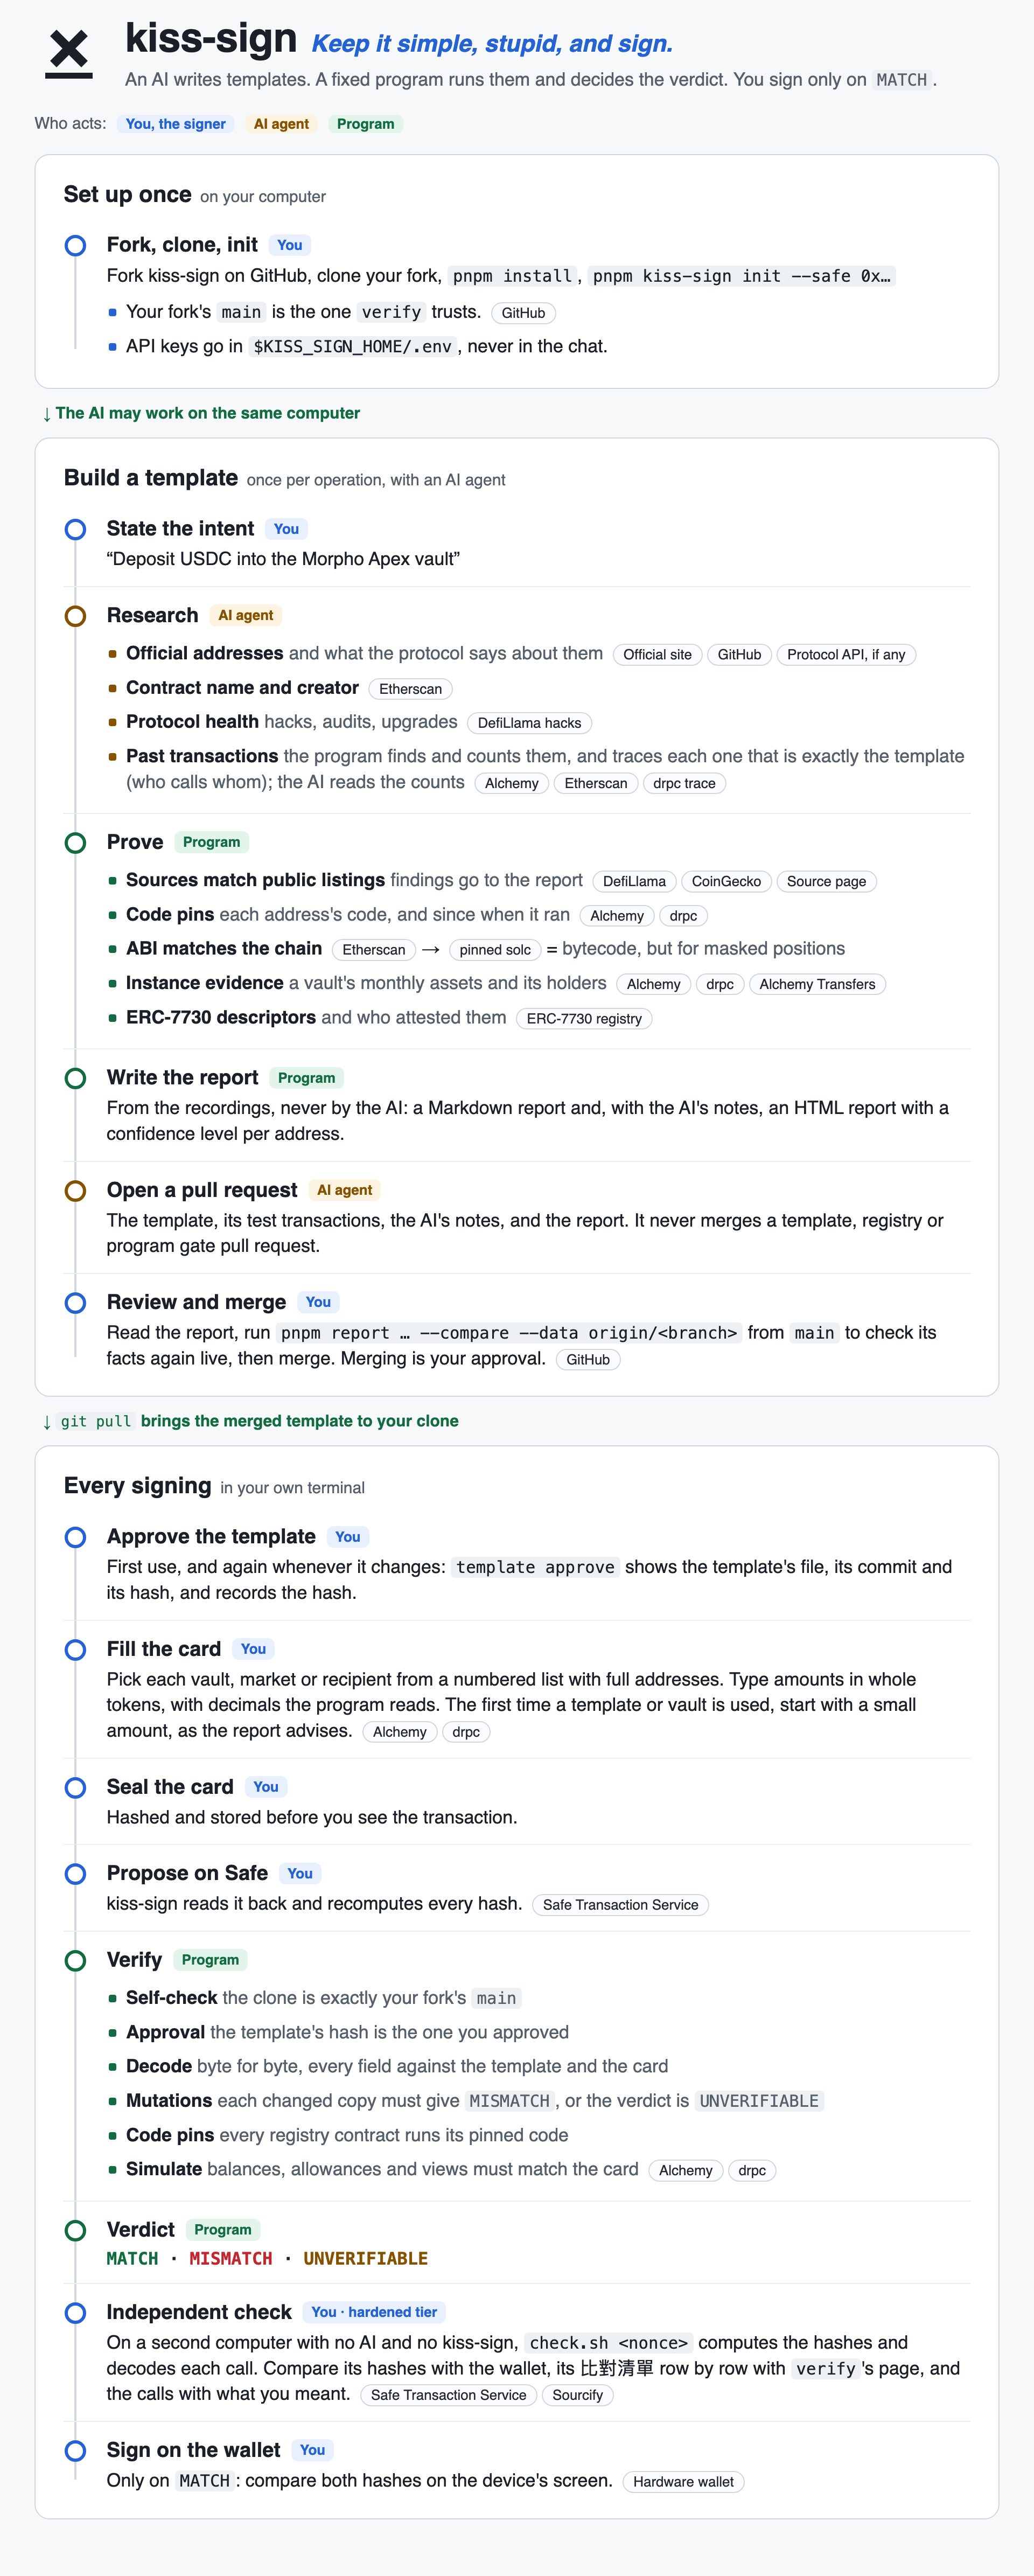 kiss-sign Keep it simple, stupid, and sign.
An AI writes templates. A fixed program runs them and decides the verdict. You sign only on MATCH.
Who acts: You, the signer AI agent Program
Set up once on your computer
Fork, clone, init You
Fork kiss-sign on GitHub, clone your fork, pnpm install, pnpm kiss-sign init --safe 0x…
Your fork's main is the one verify trusts. GitHub
API keys go in $KISS_SIGN_HOME/.env, never in the chat.
↓ The AI may work on the same computer
Build a template once per operation, with an AI agent
State the intent You
“Deposit USDC into the Morpho Apex vault”
Research AI agent
Official addresses and what the protocol says about them Official site GitHub Protocol API, if any
Contract name and creator Etherscan
Protocol health hacks, audits, upgrades DefiLlama hacks
Past transactions the program finds and counts them, and traces each one that is exactly the template
(who calls whom); the AI reads the counts Alchemy Etherscan drpc trace
Prove Program
Sources match public listings findings go to the report DefiLlama CoinGecko Source page
Code pins each address's code, and since when it ran Alchemy drpc
ABI matches the chain Etherscan → pinned solc = bytecode, but for masked positions
Instance evidence a vault's monthly assets and its holders Alchemy drpc Alchemy Transfers
ERC-7730 descriptors and who attested them ERC-7730 registry
Write the report Program
From the recordings, never by the AI: a Markdown report and, with the AI's notes, an HTML report with a
confidence level per address.
Open a pull request AI agent
The template, its test transactions, the AI's notes, and the report. It never merges a template, registry or
program gate pull request.
Review and merge You
Read the report, run pnpm report … --compare --data origin/<branch> from main to check its
facts again live, then merge. Merging is your approval. GitHub
↓ git pull brings the merged template to your clone
Every signing in your own terminal
Approve the template You
First use, and again whenever it changes: template approve shows the template's file, its commit and
its hash, and records the hash.
Fill the card You
Pick each vault, market or recipient from a numbered list with full addresses. Type amounts in whole
tokens, with decimals the program reads. The first time a template or vault is used, start with a small
amount, as the report advises. Alchemy drpc
Seal the card You
Hashed and stored before you see the transaction.
Propose on Safe You
kiss-sign reads it back and recomputes every hash. Safe Transaction Service
Verify Program
Self-check the clone is exactly your fork's main
Approval the template's hash is the one you approved
Decode byte for byte, every field against the template and the card
Mutations each changed copy must give MISMATCH, or the verdict is UNVERIFIABLE
Code pins every registry contract runs its pinned code
Simulate balances, allowances and views must match the card Alchemy drpc
Verdict Program
MATCH · MISMATCH · UNVERIFIABLE
Independent check You · hardened tier
On a second computer with no AI and no kiss-sign, check.sh <nonce> computes the hashes and
decodes each call. Compare its hashes with the wallet, its 比對清單 row by row with verify's page, and
the calls with what you meant. Safe Transaction Service Sourcify
Sign on the wallet You
Only on MATCH: compare both hashes on the device's screen. Hardware wallet